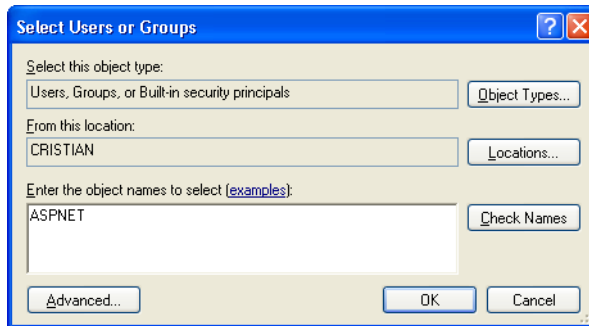 Select Users or Groups
Select this object type:
Users, Groups, or Built-in security principals
Object Types...
From this location:
CRISTIAN
Locations...
Enter the object names to select (examples):
ASPNET
Check Names
Advanced...
OK
Cancel